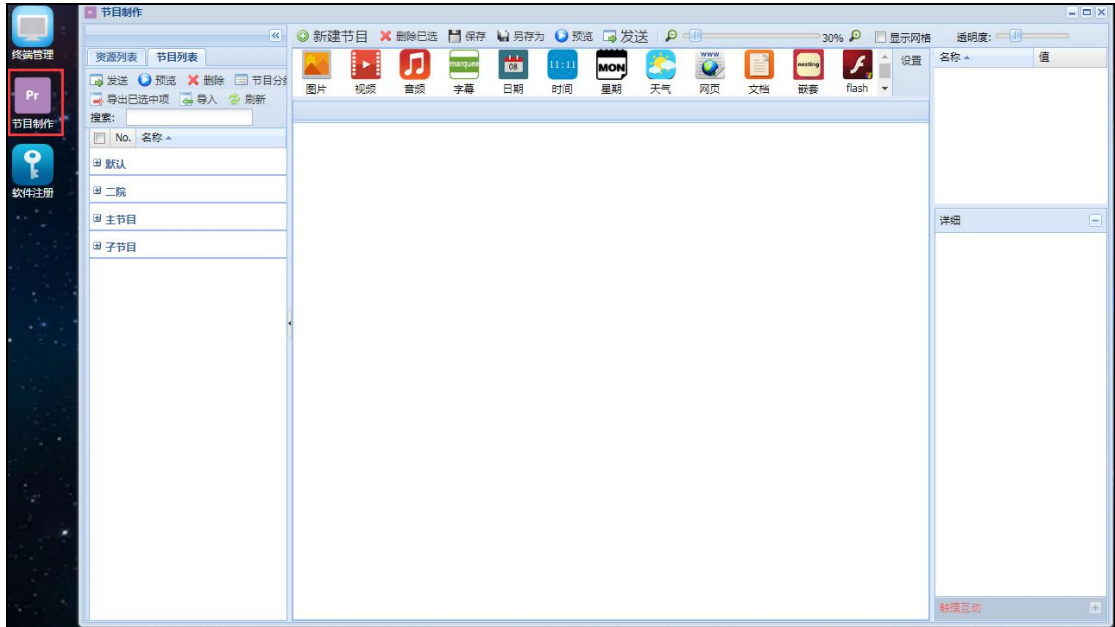 终端管理
Pr
节目制作
软件注册
节目制作
资源列表 节目列表
发送 预览 删除 节目分类
导出已选中项 导入 刷新
搜索:
No. 名称
默认
二院
主节目
子节目
新建节目 删除已选 保存 另存为 预览 发送 30% 显示网格 透明度:
marquee 08 11:11 MON WWW nesting
图片 视频 音频 字幕 日期 时间 星期 天气 网页 文档 嵌套 flash
设置
名称 值
详细
触摸互动